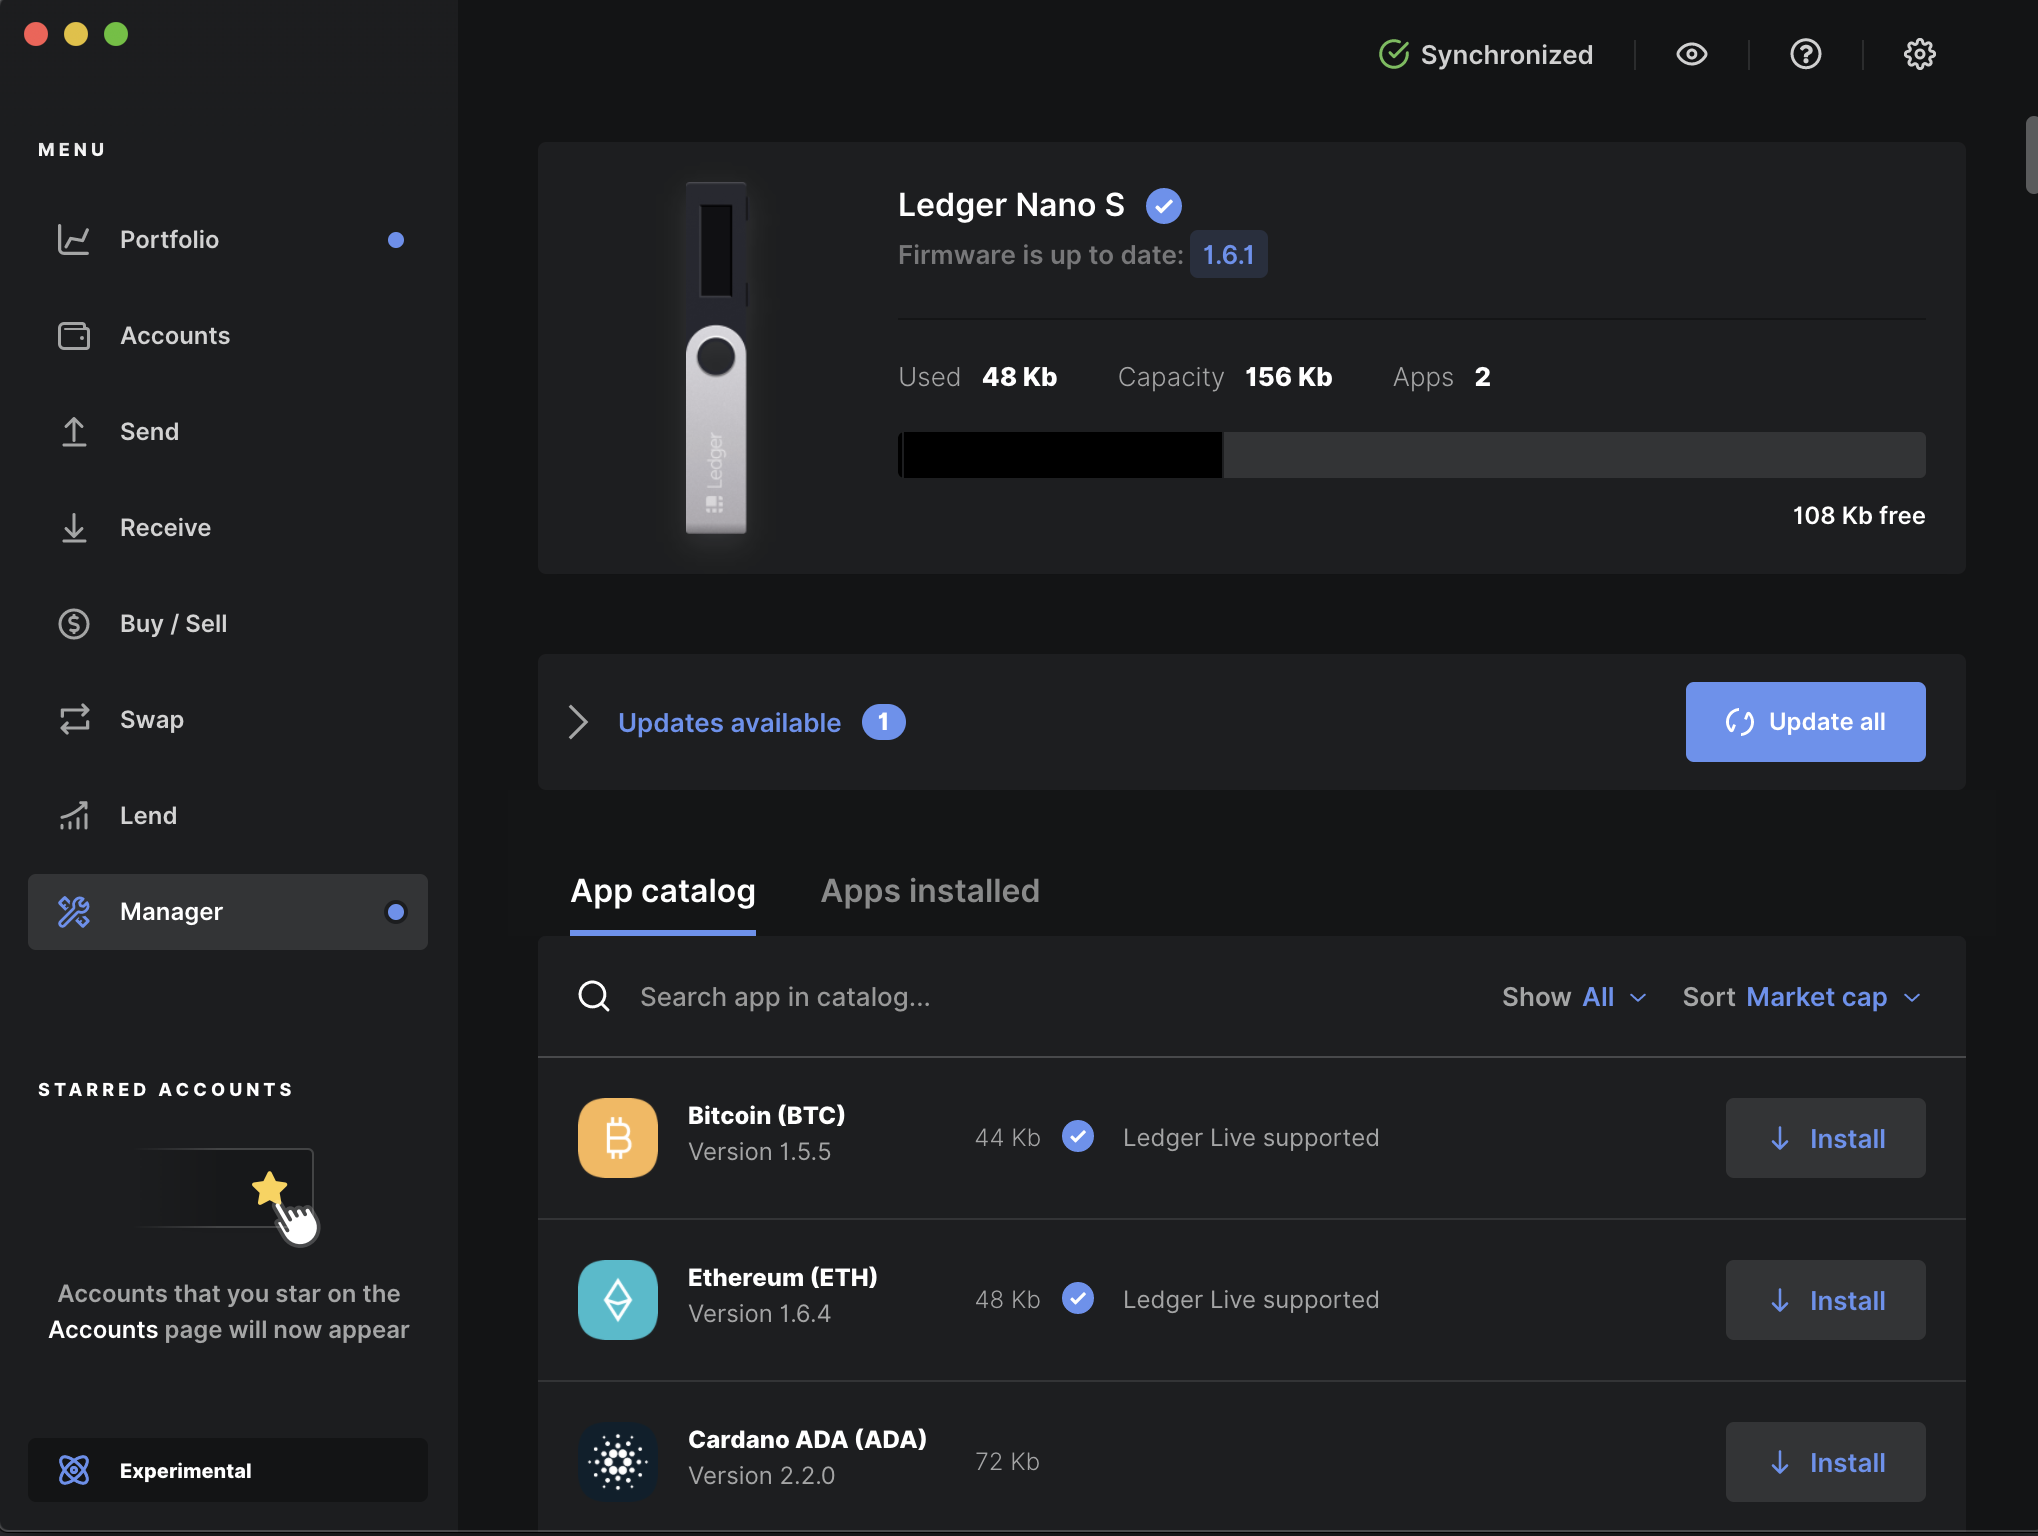 Synchronized
MENU
Portfolio
Accounts
Send
Receive
Buy / Sell
Swap
Lend
Manager
STARRED ACCOUNTS
Accounts that you star on the
Accounts page will now appear
Experimental
Ledger
Ledger Nano S
Firmware is up to date: 1.6.1
Used 48 Kb Capacity 156 Kb Apps 2
108 Kb free
Updates available 1
Update all
App catalog Apps installed
Search app in catalog... Show All Sort Market cap
Bitcoin (BTC)
Version 1.5.5
44 Kb Ledger Live supported
Install
Ethereum (ETH)
Version 1.6.4
48 Kb Ledger Live supported
Install
Cardano ADA (ADA)
Version 2.2.0
72 Kb
Install